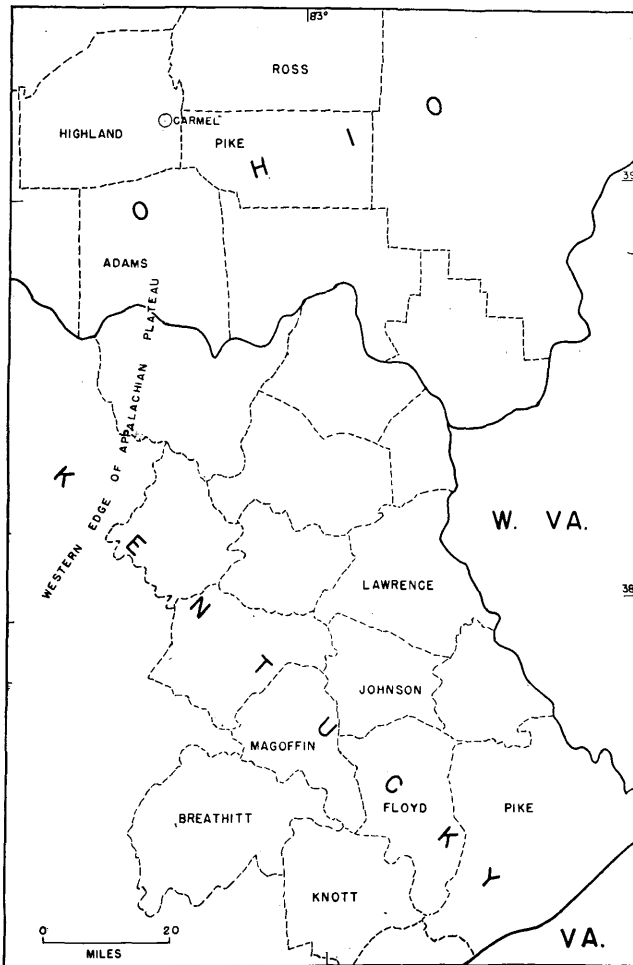 83°
ROSS
O
CARMEL
HIGHLAND
PIKE
I
H
39
O
ADAMS
WESTERN EDGE OF APPALACHIAN PLATEAU
K
W. VA.
E
LAWRENCE
38
N
T
JOHNSON
U
MAGOFFIN
C
FLOYD
PIKE
BREATHITT
K
Y
KNOTT
0 20
VA.
MILES